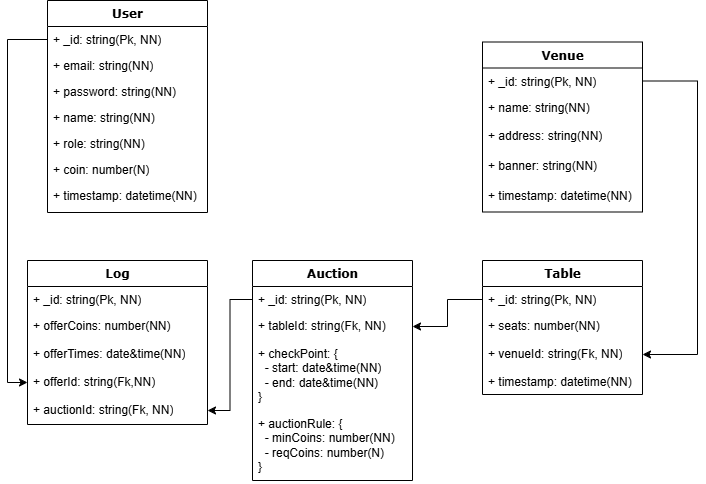 User
+ _id: string(Pk, NN)
+ email: string(NN)
+ password: string(NN)
+ name: string(NN)
+ role: string(NN)
+ coin: number(N)
+ timestamp: datetime(NN)
Venue
+ _id: string(Pk, NN)
+ name: string(NN)
+ address: string(NN)
+ banner: string(NN)
+ timestamp: datetime(NN)
Log
+ _id: string(Pk, NN)
+ offerCoins: number(NN)
+ offerTimes: date&time(NN)
+ offerId: string(Fk,NN)
+ auctionId: string(Fk, NN)
Auction
+ _id: string(Pk, NN)
+ tableId: string(Fk, NN)
+ checkPoint: {
- start: date&time(NN)
- end: date&time(NN)
}
+ auctionRule: {
- minCoins: number(NN)
- reqCoins: number(N)
}
Table
+ _id: string(Pk, NN)
+ seats: number(NN)
+ venueId: string(Fk, NN)
+ timestamp: datetime(NN)